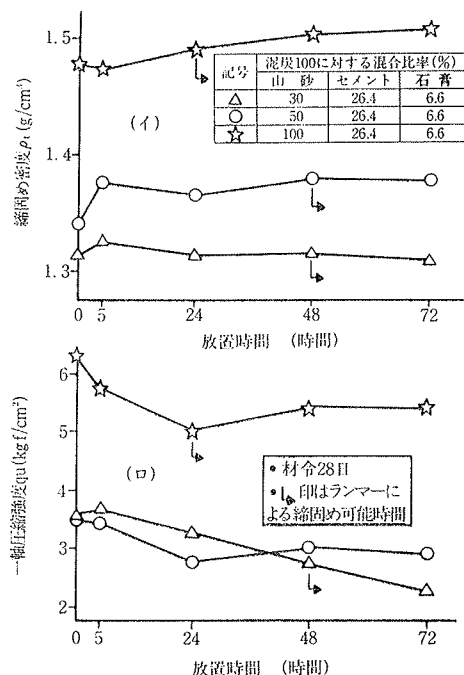 1.5
1.4
1.3
締固め密度ρt(g/cm³)
(イ)
記号 泥炭100に対する混合比率(%)
山砂 セメント 石膏
△ 30 26.4 6.6
○ 50 26.4 6.6
☆ 100 26.4 6.6
0 5 24 48 72
放置時間 (時間)
6
5
4
3
2
一軸圧縮強度qu(kgf/cm²)
(ロ)
• 材令28日
• 印はランマーに
よる締固め可能時間
0 5 24 48 72
放置時間 (時間)